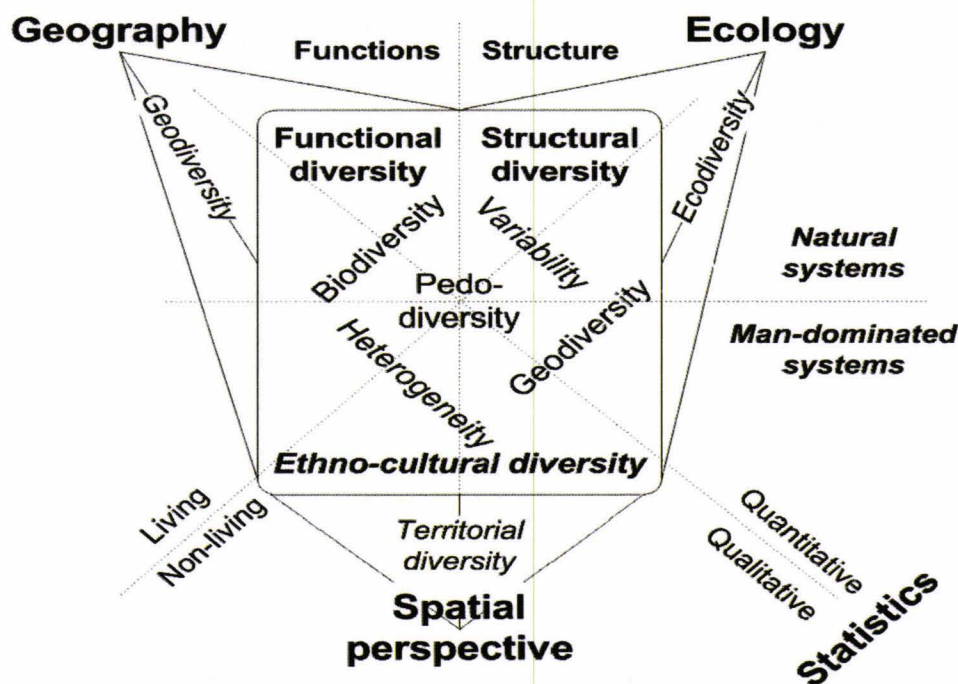 Geography
Functions
Structure
Ecology
Geodiversity
Ecodiversity
Functional
diversity
Structural
diversity
Biodiversity
Variability
Natural
systems
Pedo-
diversity
Man-dominated
systems
Heterogeneity
Geodiversity
Ethno-cultural diversity
Living
Non-living
Territorial
diversity
Quantitative
Qualitative
Statistics
Spatial
perspective